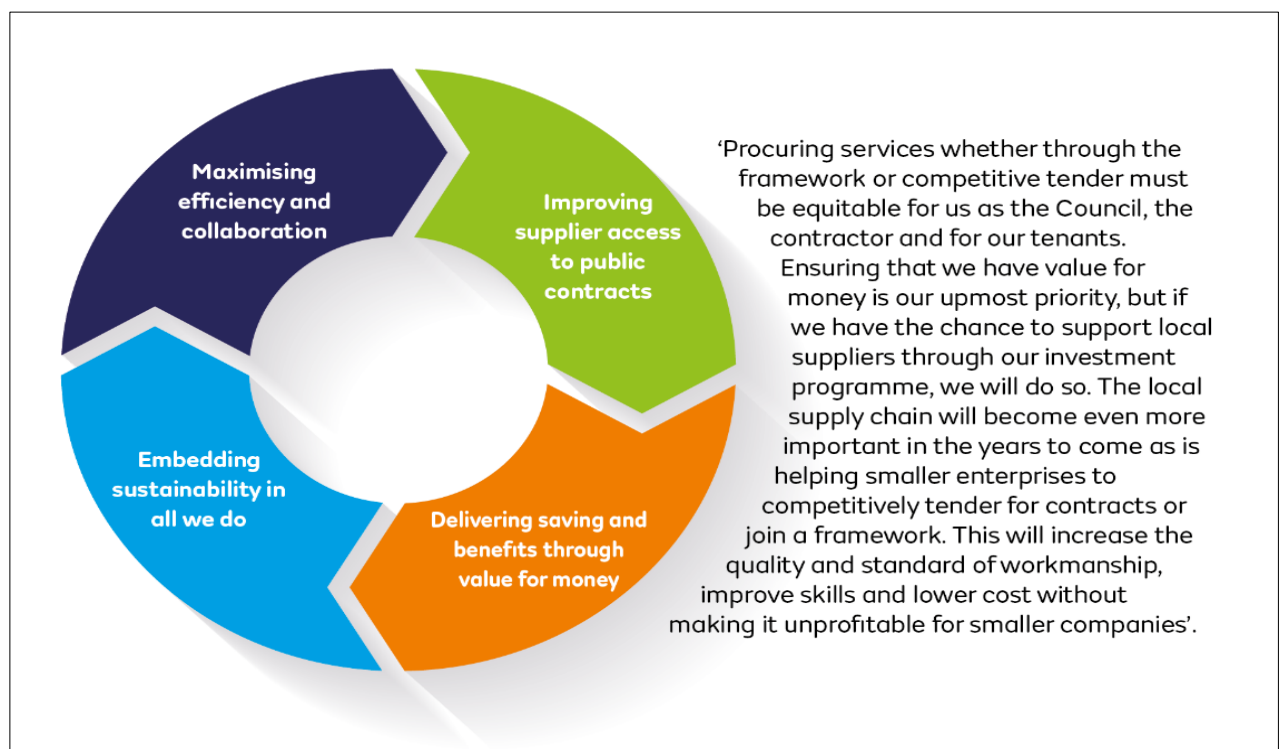 Maximising
efficiency and
collaboration
Improving
supplier access
to public
contracts
Embedding
sustainability in
all we do
Delivering saving and
benefits through
value for money
‘Procuring services whether through the
framework or competitive tender must
be equitable for us as the Council, the
contractor and for our tenants.
Ensuring that we have value for
money is our upmost priority, but if
we have the chance to support local
suppliers through our investment
programme, we will do so. The local
supply chain will become even more
important in the years to come as is
helping smaller enterprises to
competitively tender for contracts or
join a framework. This will increase the
quality and standard of workmanship,
improve skills and lower cost without
making it unprofitable for smaller companies’.